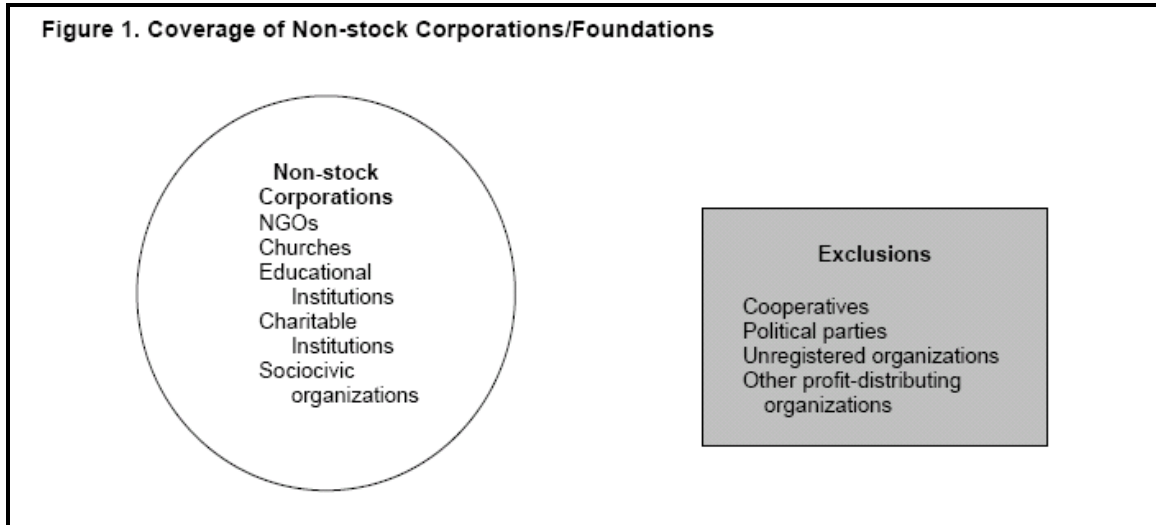 Figure 1. Coverage of Non-stock Corporations/Foundations
Non-stock
Corporations
NGOs
Churches
Educational
Institutions
Charitable
Institutions
Sociocivic
organizations
Exclusions
Cooperatives
Political parties
Unregistered organizations
Other profit-distributing
organizations